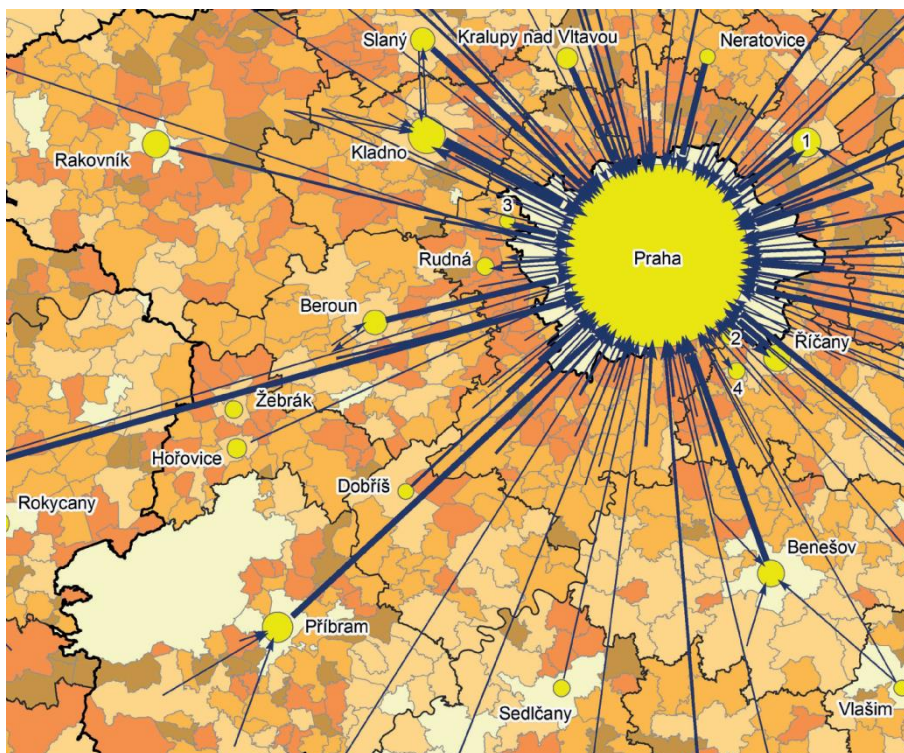 Slaný
Kralupy nad Vltavou
Neratovice
Rakovník
Kladno
1
3
Rudná
Praha
Beroun
2
Říčany
4
Žebrák
Hořovice
Dobříš
Rokycany
Benešov
Příbram
Sedlčany
Vlašim